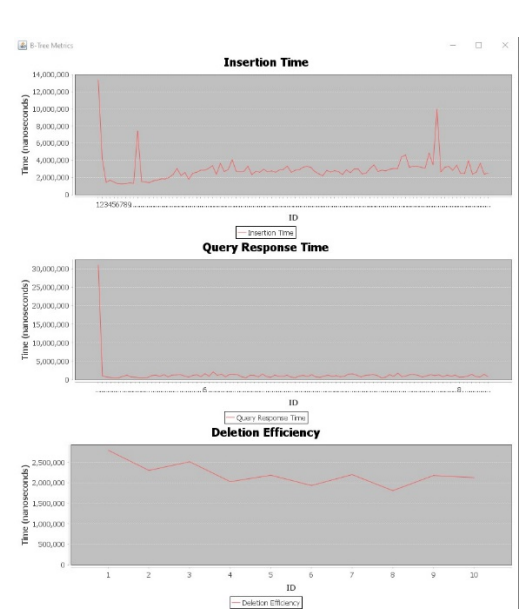 B-Tree Metrics
Insertion Time
14,000,000
12,000,000
10,000,000
8,000,000
6,000,000
4,000,000
2,000,000
0
Time (nanoseconds)
123456789
ID
Insertion Time
Query Response Time
30,000,000
25,000,000
20,000,000
15,000,000
10,000,000
5,000,000
0
Time (nanoseconds)
ID
Query Response Time
Deletion Efficiency
2,500,000
2,000,000
1,500,000
1,000,000
500,000
0
Time (nanoseconds)
1 2 3 4 5 6 7 8 9 10
ID
Deletion Efficiency